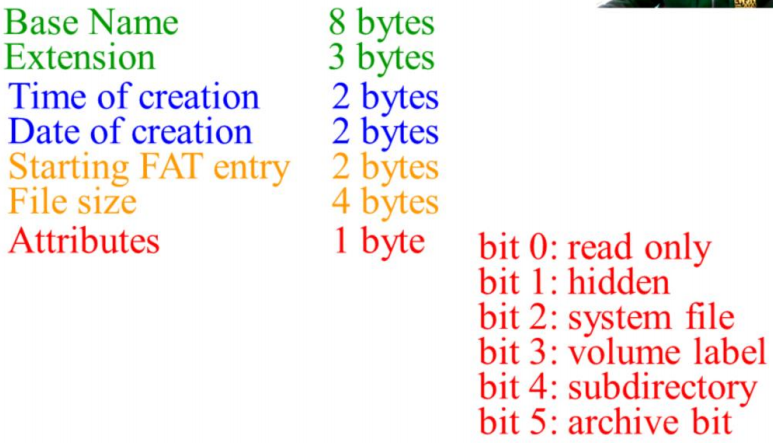 Base Name 8 bytes
Extension 3 bytes
Time of creation 2 bytes
Date of creation 2 bytes
Starting FAT entry 2 bytes
File size 4 bytes
Attributes 1 byte
bit 0: read only
bit 1: hidden
bit 2: system file
bit 3: volume label
bit 4: subdirectory
bit 5: archive bit